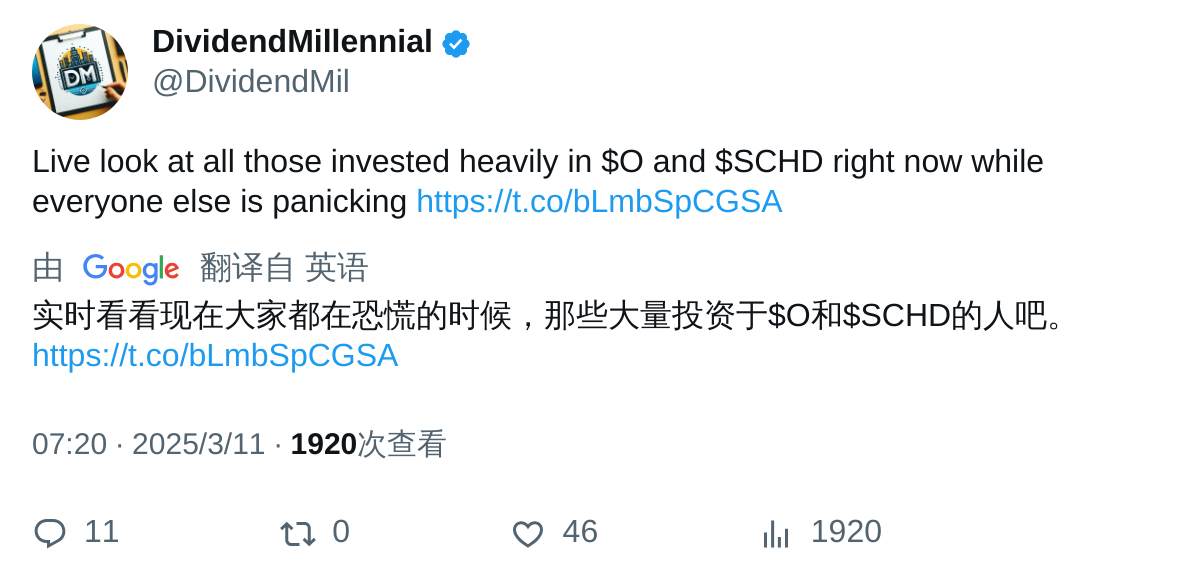 DM
DividendMillennial
@DividendMil
Live look at all those invested heavily in $O and $SCHD right now while
everyone else is panicking https://t.co/bLmbSpCGSA
由 Google 翻译自 英语
实时看看现在大家都在恐慌的时候，那些大量投资于$O和$SCHD的人吧。
https://t.co/bLmbSpCGSA
07:20 · 2025/3/11 · 1920次查看
11 0 46 1920